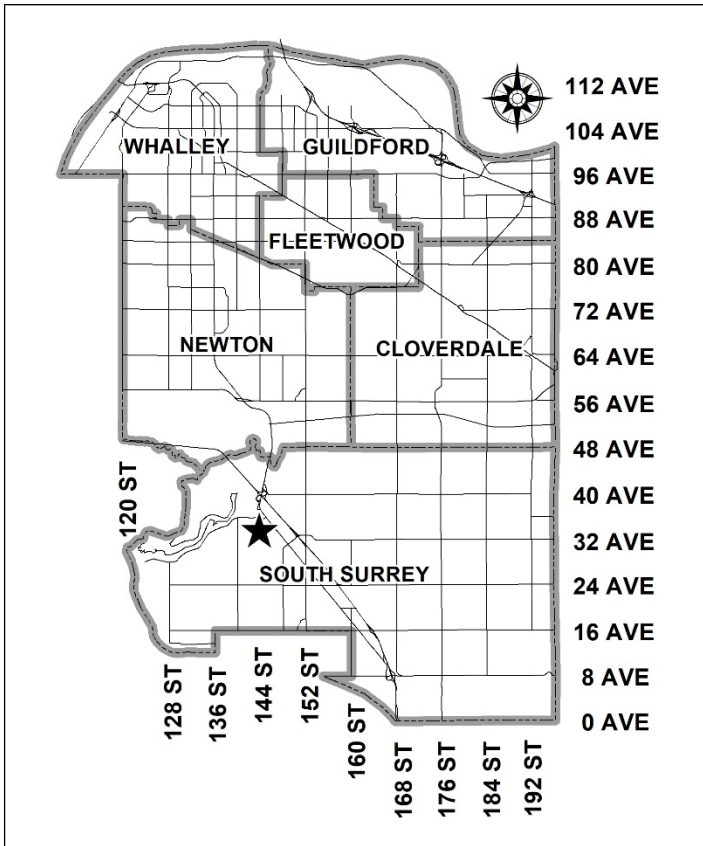 112 AVE
104 AVE
WHALLEY
GUILDFORD
96 AVE
88 AVE
FLEETWOOD
80 AVE
72 AVE
NEWTON
CLOVERDALE
64 AVE
56 AVE
48 AVE
120 ST
40 AVE
32 AVE
SOUTH SURREY
24 AVE
16 AVE
8 AVE
0 AVE
128 ST
136 ST
144 ST
152 ST
160 ST
168 ST
176 ST
184 ST
192 ST